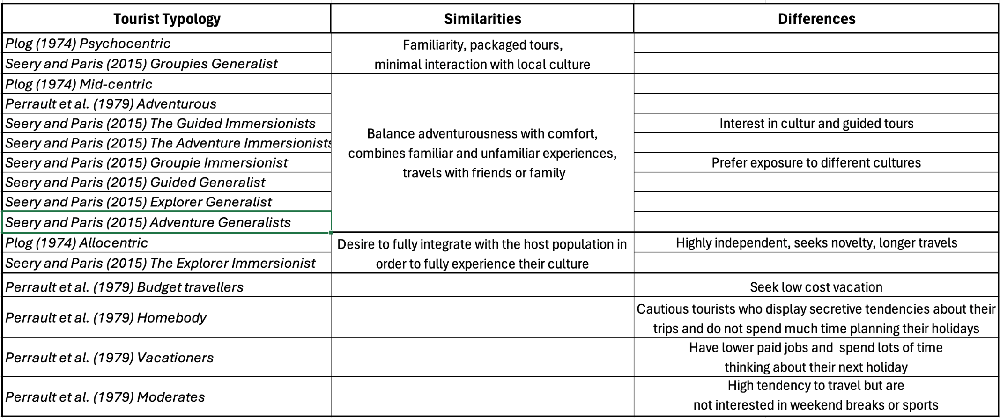 Tourist Typology Similarities Differences
Plog (1974) Psychocentric
Familiarity, packaged tours,
minimal interaction with local culture
Seery and Paris (2015) Groupies Generalist
Plog (1974) Mid-centric
Balance adventurousness with comfort,
combines familiar and unfamiliar experiences,
travels with friends or family
Perrault et al. (1979) Adventurous
Seery and Paris (2015) The Guided Immersionists
Interest in cultur and guided tours
Seery and Paris (2015) The Adventure Immersionists
Seery and Paris (2015) Groupie Immersionist
Prefer exposure to different cultures
Seery and Paris (2015) Guided Generalist
Seery and Paris (2015) Explorer Generalist
Seery and Paris (2015) Adventure Generalists
Plog (1974) Allocentric
Desire to fully integrate with the host population in
order to fully experience their culture
Highly independent, seeks novelty, longer travels
Seery and Paris (2015) The Explorer Immersionist
Perrault et al. (1979) Budget travellers
Seek low cost vacation
Perrault et al. (1979) Homebody
Cautious tourists who display secretive tendencies about their
trips and do not spend much time planning their holidays
Perrault et al. (1979) Vacationers
Have lower paid jobs and  spend lots of time
thinking about their next holiday
Perrault et al. (1979) Moderates
High tendency to travel but are
not interested in weekend breaks or sports